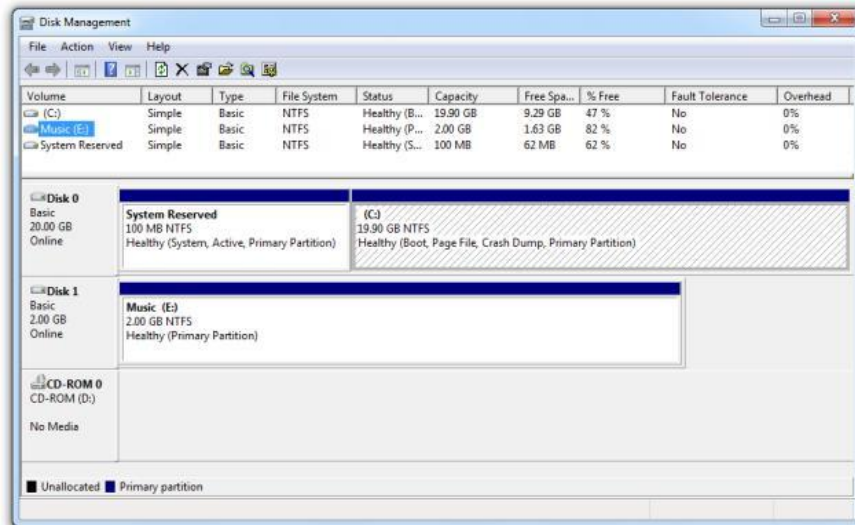 Disk Management
File Action View Help
Volume Layout Type File System Status Capacity Free Spa... % Free Fault Tolerance Overhead
(C:) Simple Basic NTFS Healthy (B... 19.90 GB 9.29 GB 47 % No 0%
Music (E:) Simple Basic NTFS Healthy (P... 2.00 GB 1.63 GB 82 % No 0%
System Reserved Simple Basic NTFS Healthy (S... 100 MB 62 MB 62 % No 0%
Disk 0
Basic
20.00 GB
Online
System Reserved
100 MB NTFS
Healthy (System, Active, Primary Partition)
(C:)
19.90 GB NTFS
Healthy (Boot, Page File, Crash Dump, Primary Partition)
Disk 1
Basic
2.00 GB
Online
Music (E:)
2.00 GB NTFS
Healthy (Primary Partition)
CD-ROM 0
CD-ROM (D:)
No Media
Unallocated Primary partition